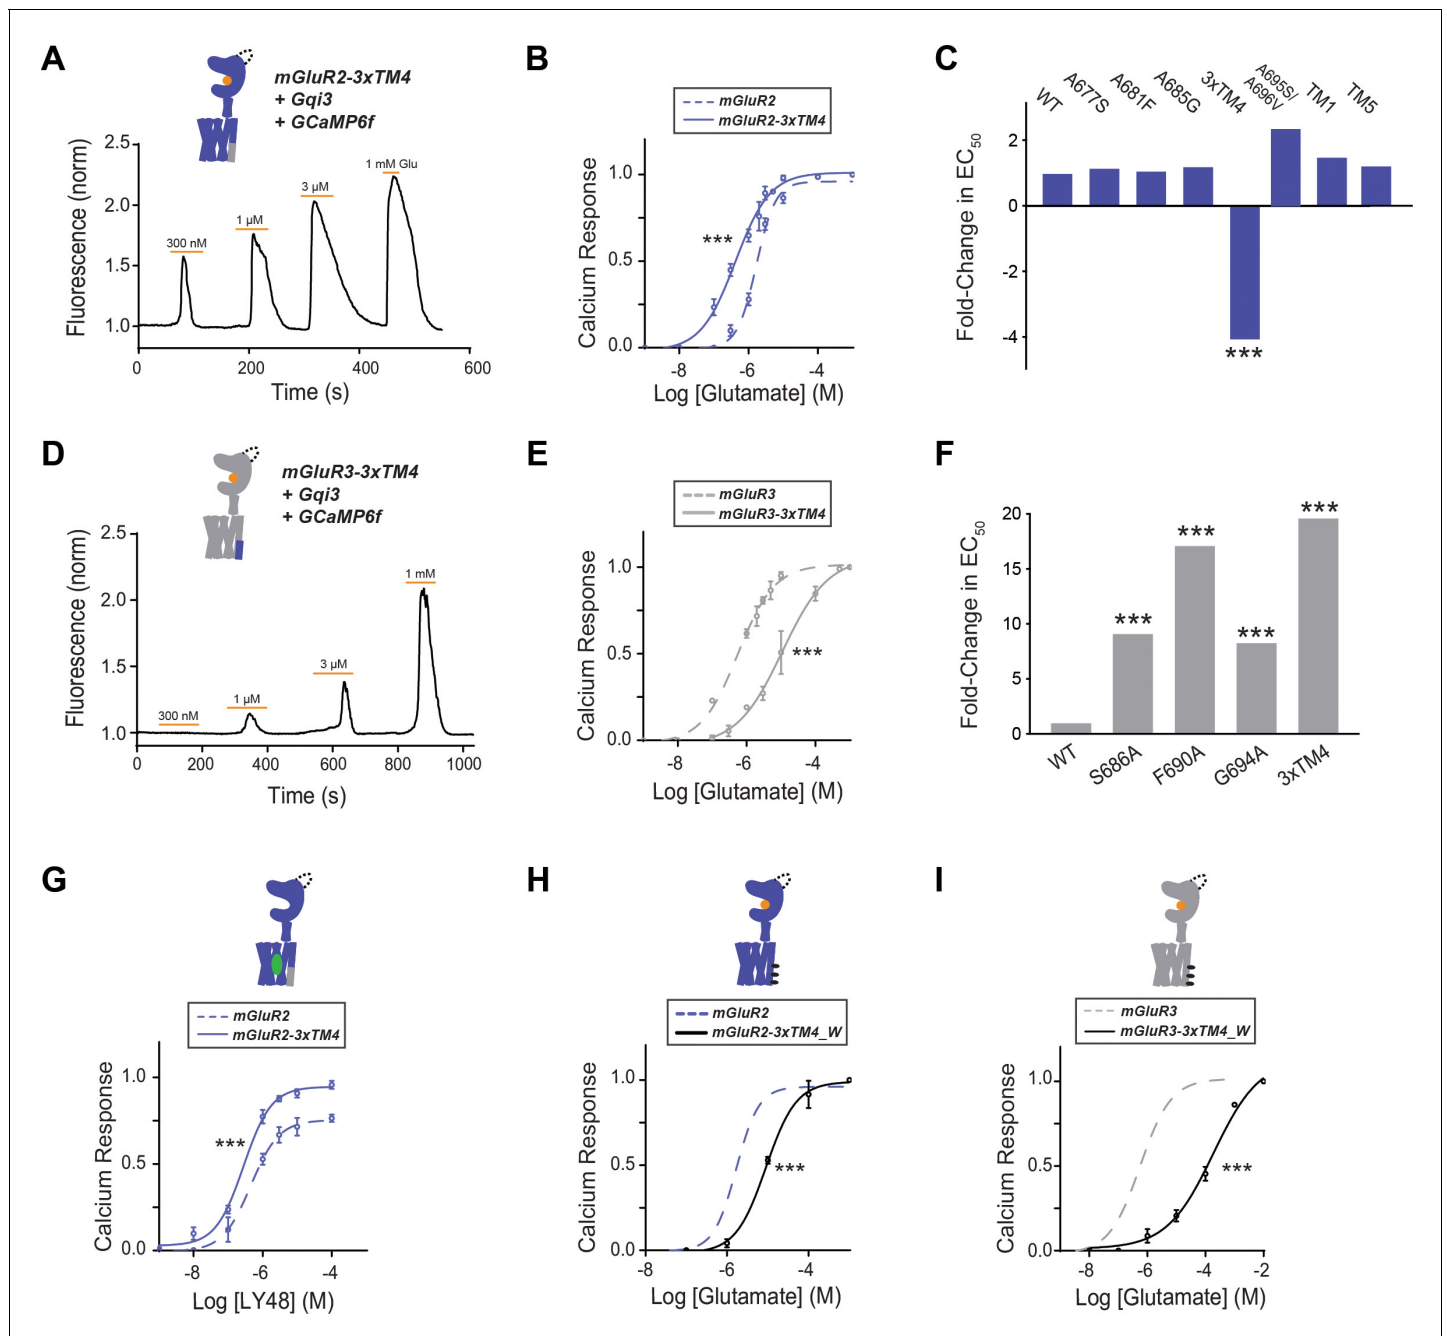 A
mGluR2-3xTM4
+ Gqi3
+ GCaMP6f
Fluorescence (norm)
2.5
2.0
1.5
1.0
300 nM
1 µM
3 µM
1 mM Glu
0
200
400
600
Time (s)
B
mGluR2
mGluR2-3xTM4
Calcium Response
1.0
0.5
0.0
***
-8
-6
-4
Log [Glutamate] (M)
C
WT
A677S
A681F
A685G
3xTM4
A695S/
A696V
TM1
TM5
Fold-Change in EC50
2
0
-2
-4
***
D
mGluR3-3xTM4
+ Gqi3
+ GCaMP6f
Fluorescence (norm)
2.5
2.0
1.5
1.0
300 nM
1 µM
3 µM
1 mM
0
200
400
600
800
1000
Time (s)
E
mGluR3
mGluR3-3xTM4
Calcium Response
1.0
0.5
0.0
***
-8
-6
-4
Log [Glutamate] (M)
F
Fold-Change in EC50
20
15
10
5
0
***
***
***
***
WT
S686A
F690A
G694A
3xTM4
G
mGluR2
mGluR2-3xTM4
Calcium Response
1.0
0.5
0.0
***
-8
-6
-4
Log [LY48] (M)
H
mGluR2
mGluR2-3xTM4_W
Calcium Response
1.0
0.5
0.0
***
-8
-6
-4
Log [Glutamate] (M)
I
mGluR3
mGluR3-3xTM4_W
Calcium Response
1.0
0.5
0.0
***
-8
-6
-4
-2
Log [Glutamate] (M)